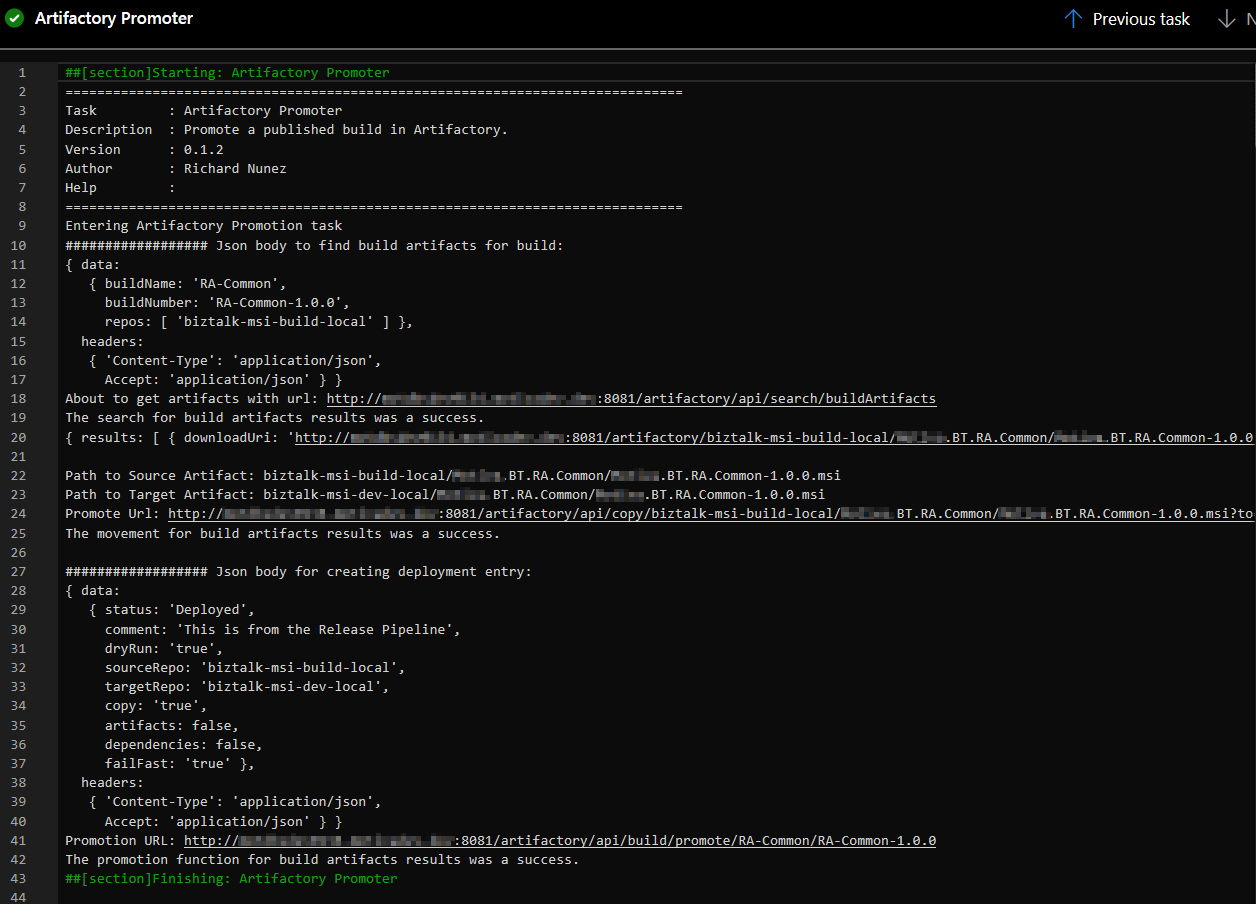 Artifactory Promoter
Previous task
N
1 ##[section]Starting: Artifactory Promoter
2 ==============================================================================
3 Task         : Artifactory Promoter
4 Description  : Promote a published build in Artifactory.
5 Version      : 0.1.2
6 Author       : Richard Nunez
7 Help         :
8 ==============================================================================
9 Entering Artifactory Promotion task
10 ################## Json body to find build artifacts for build:
11 { data:
12    { buildName: 'RA-Common',
13      buildNumber: 'RA-Common-1.0.0',
14      repos: [ 'biztalk-msi-build-local' ] },
15   headers:
16    { 'Content-Type': 'application/json',
17      Accept: 'application/json' } }
18 About to get artifacts with url: http://:8081/artifactory/api/search/buildArtifacts
19 The search for build artifacts results was a success.
20 { results: [ { downloadUri: 'http://:8081/artifactory/biztalk-msi-build-local/.BT.RA.Common/.BT.RA.Common-1.0.0
21
22 Path to Source Artifact: biztalk-msi-build-local/.BT.RA.Common/.BT.RA.Common-1.0.0.msi
23 Path to Target Artifact: biztalk-msi-dev-local/.BT.RA.Common/.BT.RA.Common-1.0.0.msi
24 Promote Url: http://:8081/artifactory/api/copy/biztalk-msi-build-local/.BT.RA.Common/.BT.RA.Common-1.0.0.msi?to
25 The movement for build artifacts results was a success.
26
27 ################## Json body for creating deployment entry:
28 { data:
29    { status: 'Deployed',
30      comment: 'This is from the Release Pipeline',
31      dryRun: 'true',
32      sourceRepo: 'biztalk-msi-build-local',
33      targetRepo: 'biztalk-msi-dev-local',
34      copy: 'true',
35      artifacts: false,
36      dependencies: false,
37      failFast: 'true' },
38   headers:
39    { 'Content-Type': 'application/json',
40      Accept: 'application/json' } }
41 Promotion URL: http://:8081/artifactory/api/build/promote/RA-Common/RA-Common-1.0.0
42 The promotion function for build artifacts results was a success.
43 ##[section]Finishing: Artifactory Promoter
44